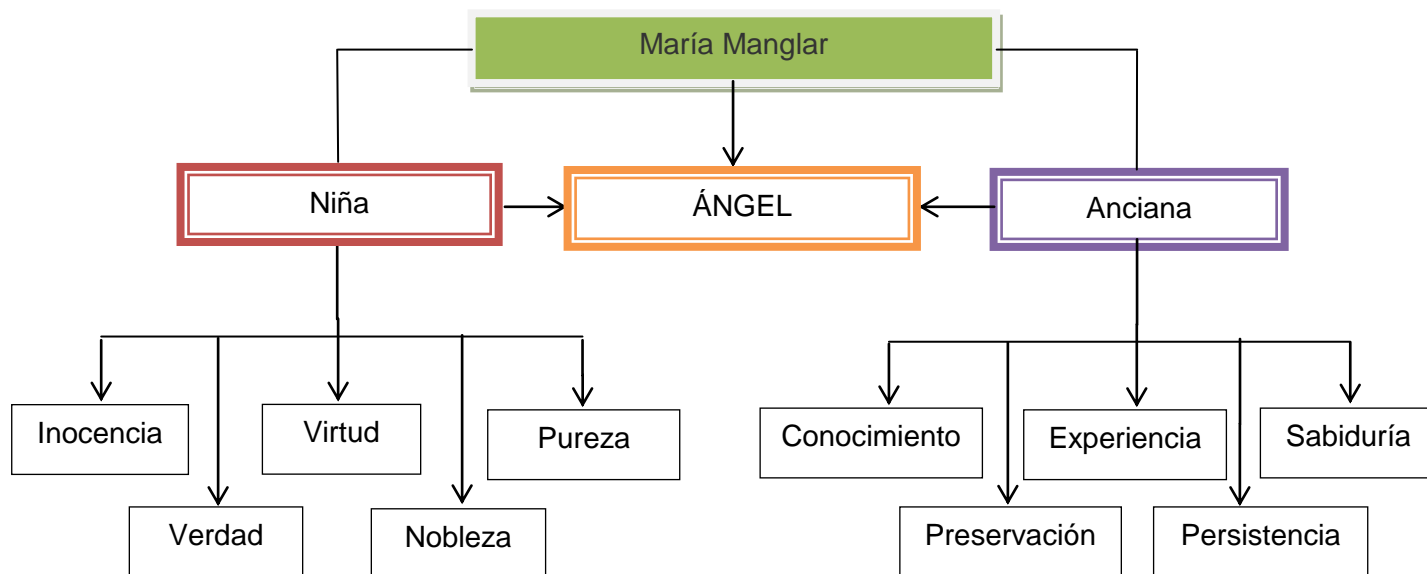 María Manglar
Niña
ÁNGEL
Anciana
Inocencia
Virtud
Pureza
Conocimiento
Experiencia
Sabiduría
Verdad
Nobleza
Preservación
Persistencia